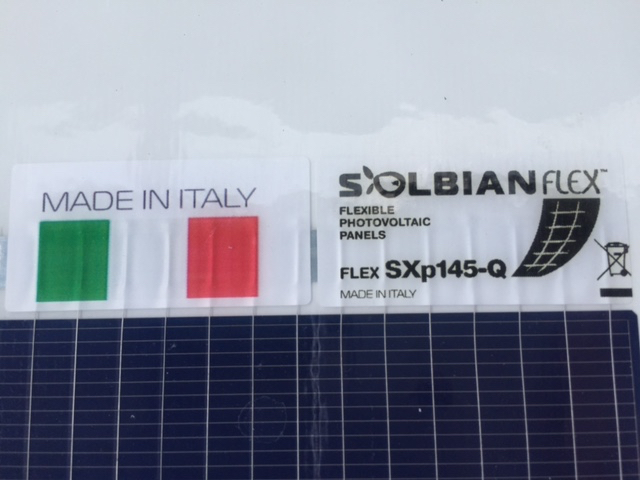 MADE IN ITALY
SOLBIANFLEX™
FLEXIBLE
PHOTOVOLTAIC
PANELS
FLEX SXp145-Q
MADE IN ITALY